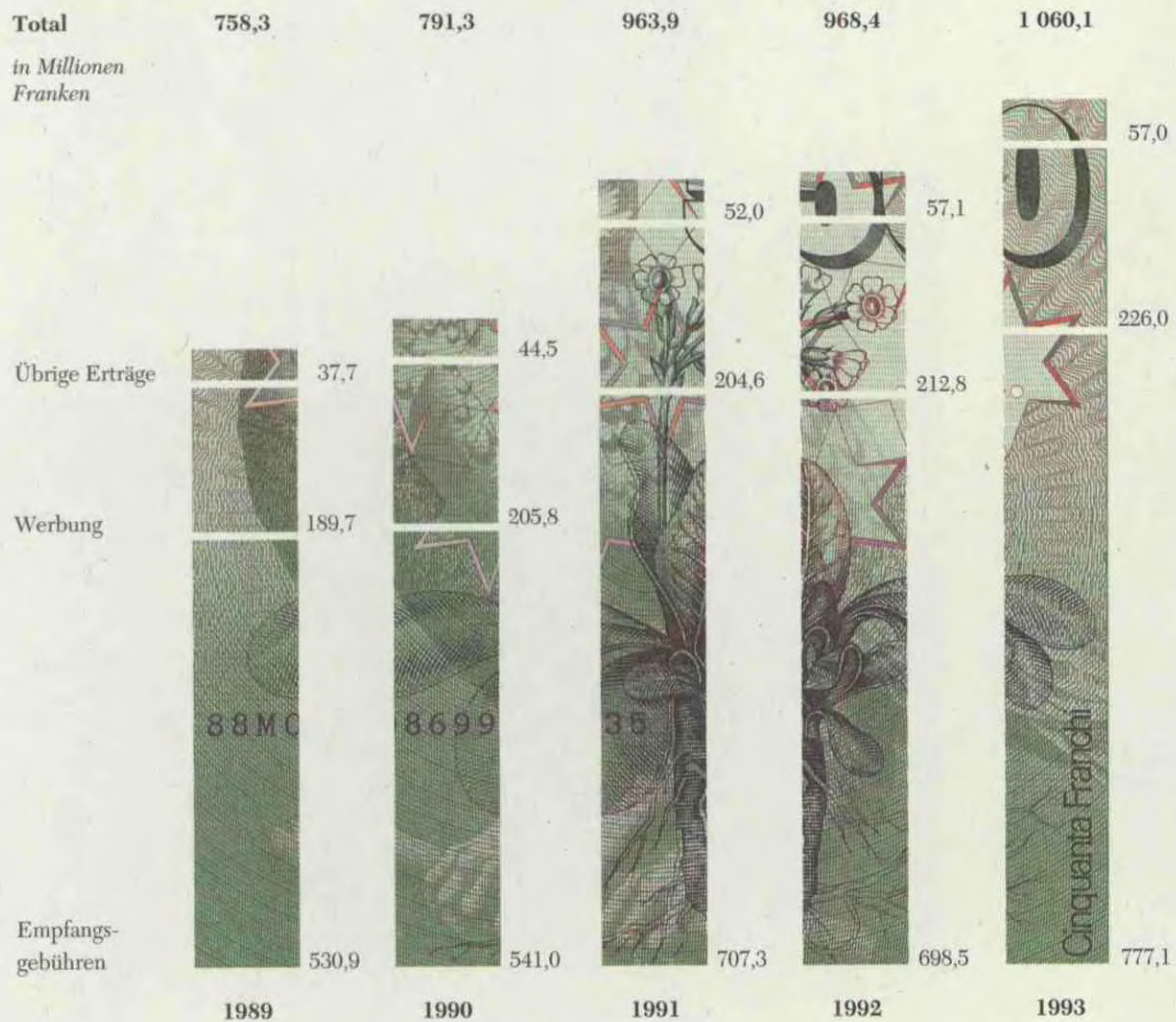 Total 758,3 791,3 963,9 968,4 1 060,1
in Millionen
Franken
57,0
52,0 57,1
226,0
44,5
Übrige Erträge 37,7 204,6 212,8
Werbung 189,7 205,8
88MC 8699 35
Cinquanta Franchi
Empfangs-
gebühren 530,9 541,0 707,3 698,5 777,1
1989 1990 1991 1992 1993